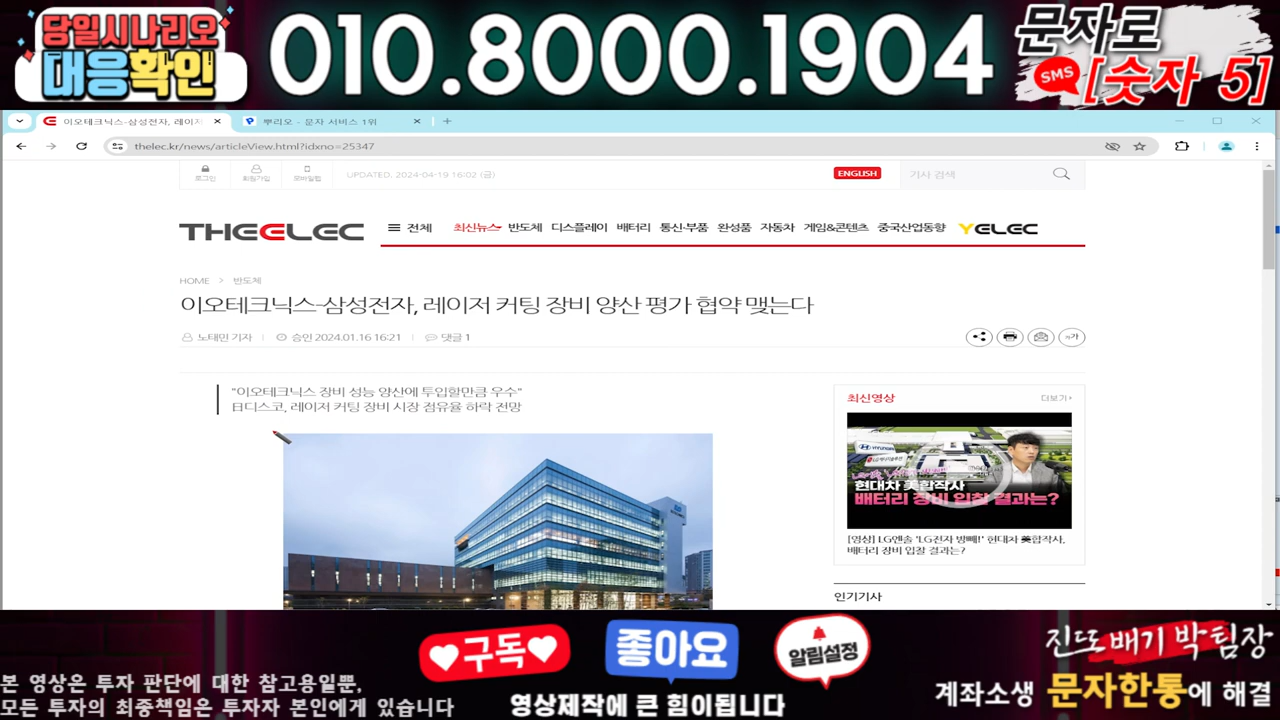 당일시나리오
대응확인
010.8000.1904
문자로
SMS [숫자 5]
이오테크닉스-삼성전자, 레이저
뿌리오 - 문자 서비스 1위
thelec.kr/news/articleView.html?idxno=25347
로그인
회원가입
모바일웹
UPDATED. 2024-04-19 16:02 (금)
ENGLISH
기사 검색
THEELEC
전체 최신뉴스 반도체 디스플레이 배터리 통신·부품 완성품 자동차 게임&콘텐츠 중국산업동향 YELEC
HOME > 반도체
이오테크닉스-삼성전자, 레이저 커팅 장비 양산 평가 협약 맺는다
노태민 기자 승인 2024.01.16 16:21 댓글 1
가가
"이오테크닉스 장비 성능 양산에 투입할만큼 우수"
日디스코, 레이저 커팅 장비 시장 점유율 하락 전망
최신영상 더보기
HYUNDAI
현대차 美합작사
배터리 장비 입찰 결과는?
[영상] LG엔솔 'LG전자 방빼!' 현대차 美합작사,
배터리 장비 입찰 결과는?
인기기사
구독
좋아요
알림설정
영상제작에 큰 힘이됩니다
본 영상은 투자 판단에 대한 참고용일뿐,
모든 투자의 최종책임은 투자자 본인에게 있습니다
진또배기 박팀장
계좌소생 문자한통에 해결